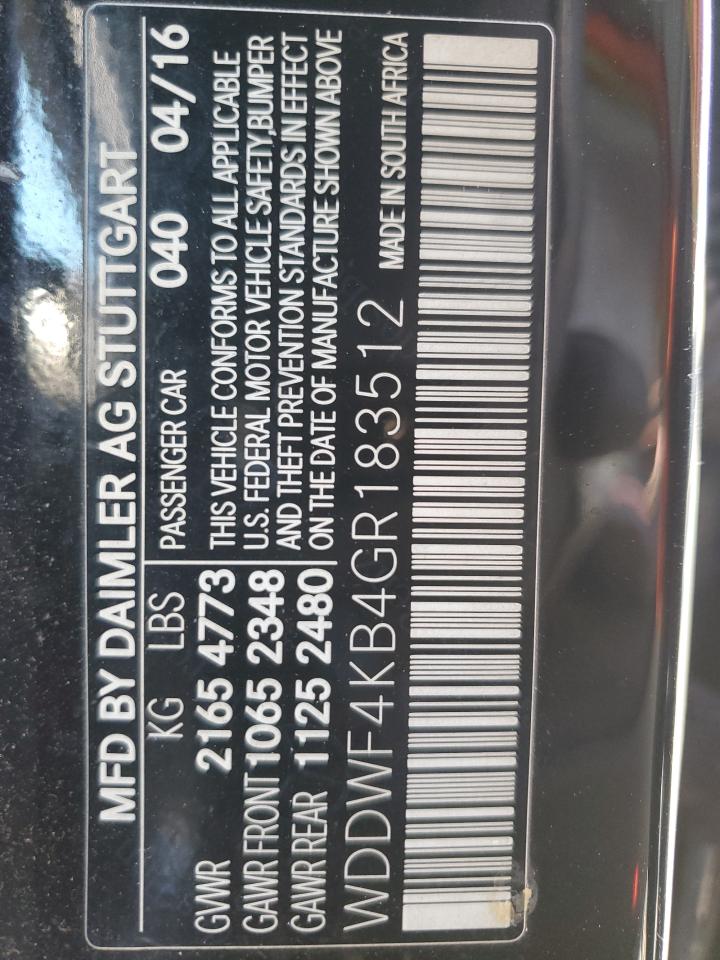 MFD BY DAIMLER AG STUTTGART
KG LBS PASSENGER CAR 040 04/16
GVWR 2165 4773 THIS VEHICLE CONFORMS TO ALL APPLICABLE
GAWR FRONT 1065 2348 U.S. FEDERAL MOTOR VEHICLE SAFETY,BUMPER
GAWR REAR 1125 2480 AND THEFT PREVENTION STANDARDS IN EFFECT
ON THE DATE OF MANUFACTURE SHOWN ABOVE
WDDWF4KB4GR183512 MADE IN SOUTH AFRICA